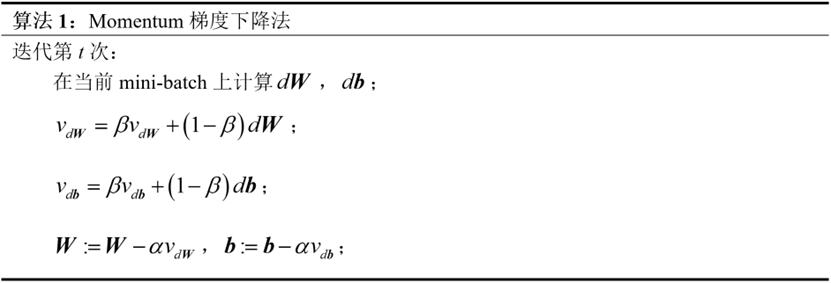 算法 1：Momentum 梯度下降法
迭代第 t 次：
在当前 mini-batch 上计算 dW ， db ；
v_{dW} = βv_{dW} + (1 − β)dW ；
v_{db} = βv_{db} + (1 − β)db ；
W := W − αv_{dW} ， b := b − αv_{db} ；